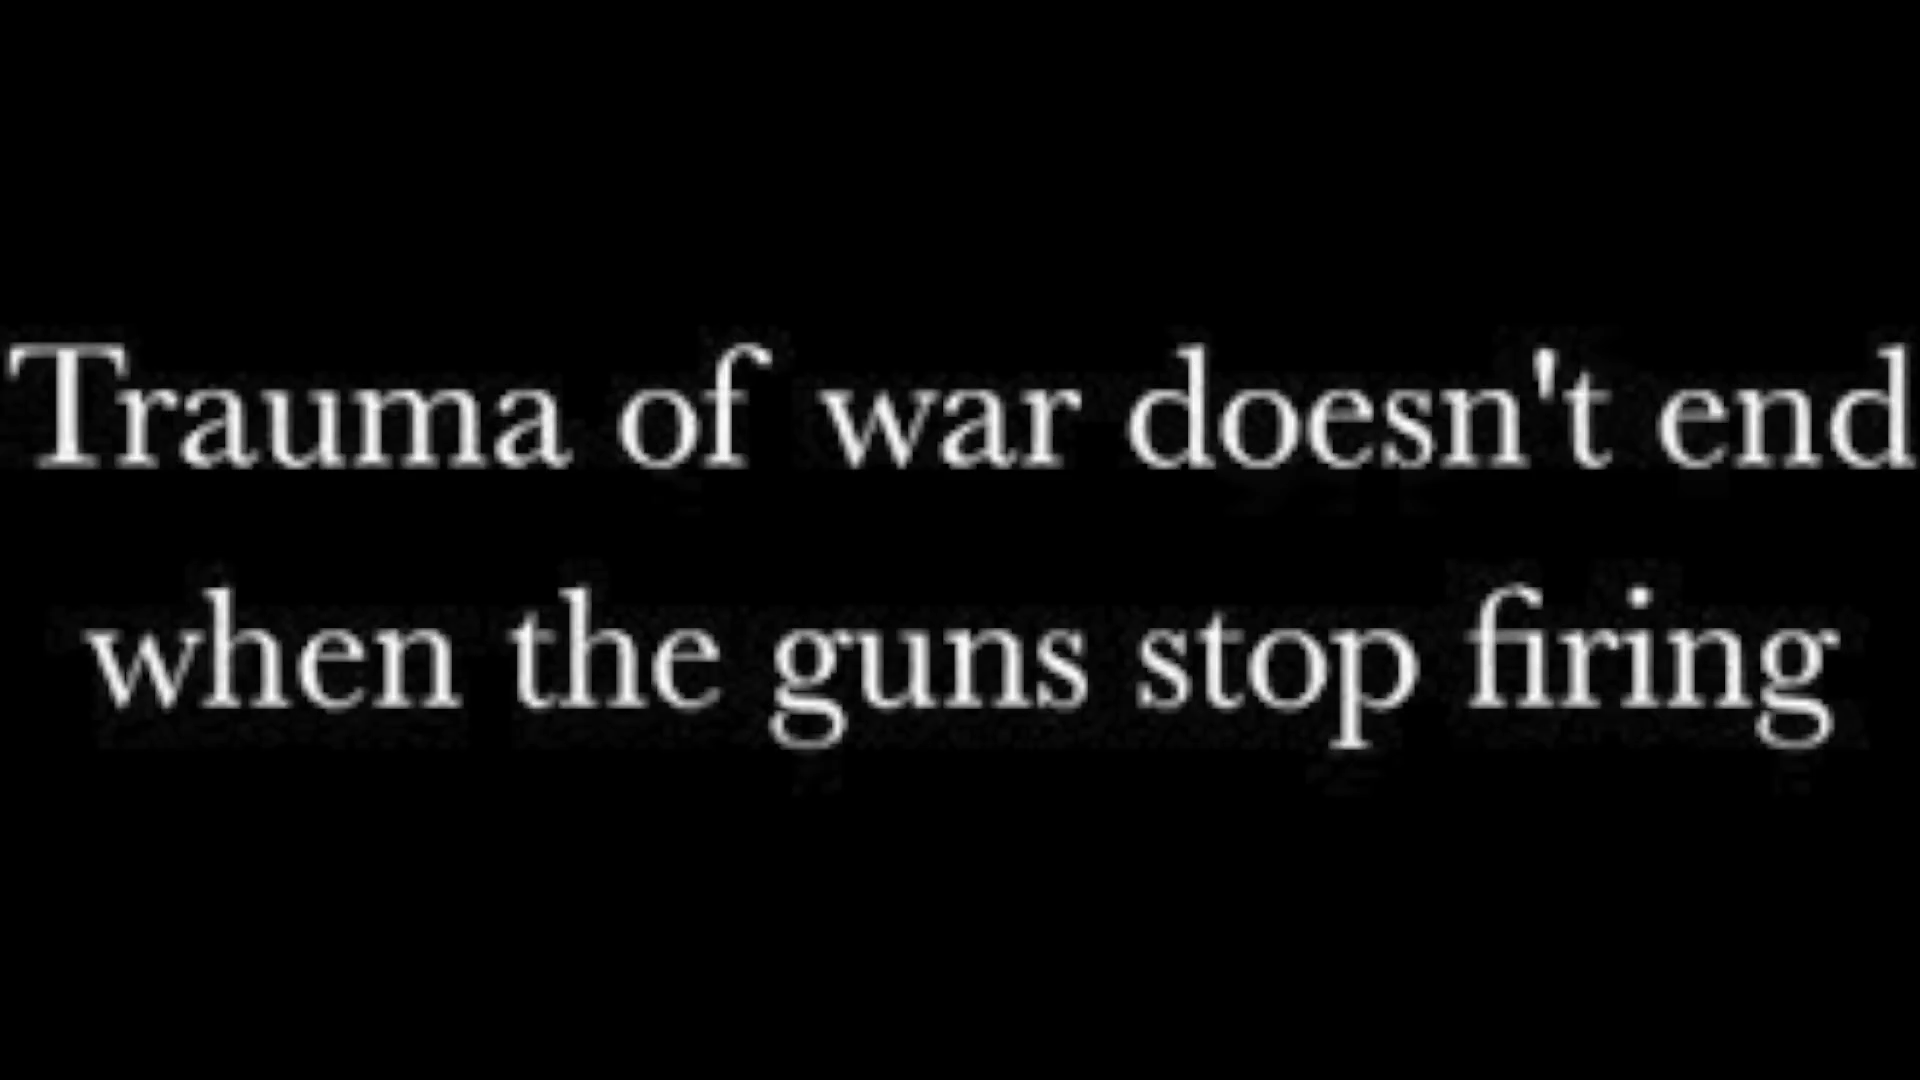 Trauma of war doesn't end
when the guns stop firing